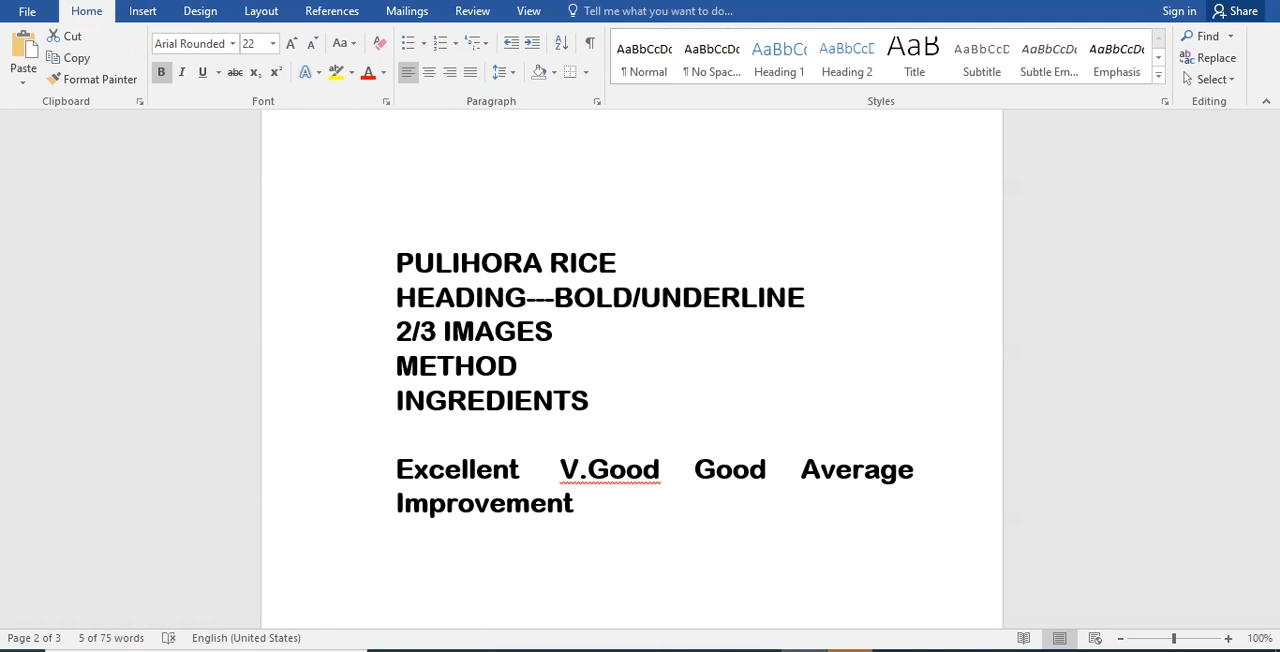 File Home Insert Design Layout References Mailings Review View Tell me what you want to do... Sign in Share
Paste Cut Copy Format Painter
Clipboard
Arial Rounded 22 Aa
B I U abc x₂ x² A A
Font
Paragraph
AaBbCcDc AaBbCcDc AaBbCc AaBbCcD AaB AaBbCcD AaBbCcDc AaBbCcDc
¶ Normal ¶ No Spac... Heading 1 Heading 2 Title Subtitle Subtle Em... Emphasis
Styles
Find
Replace
Select
Editing
PULIHORA RICE
HEADING---BOLD/UNDERLINE
2/3 IMAGES
METHOD
INGREDIENTS
Excellent V.Good Good Average
Improvement
Page 2 of 3 5 of 75 words English (United States) 100%